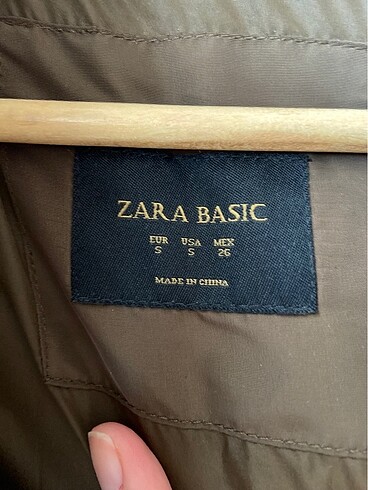 ZARA BASIC
EUR USA MEX
S S 26
MADE IN CHINA